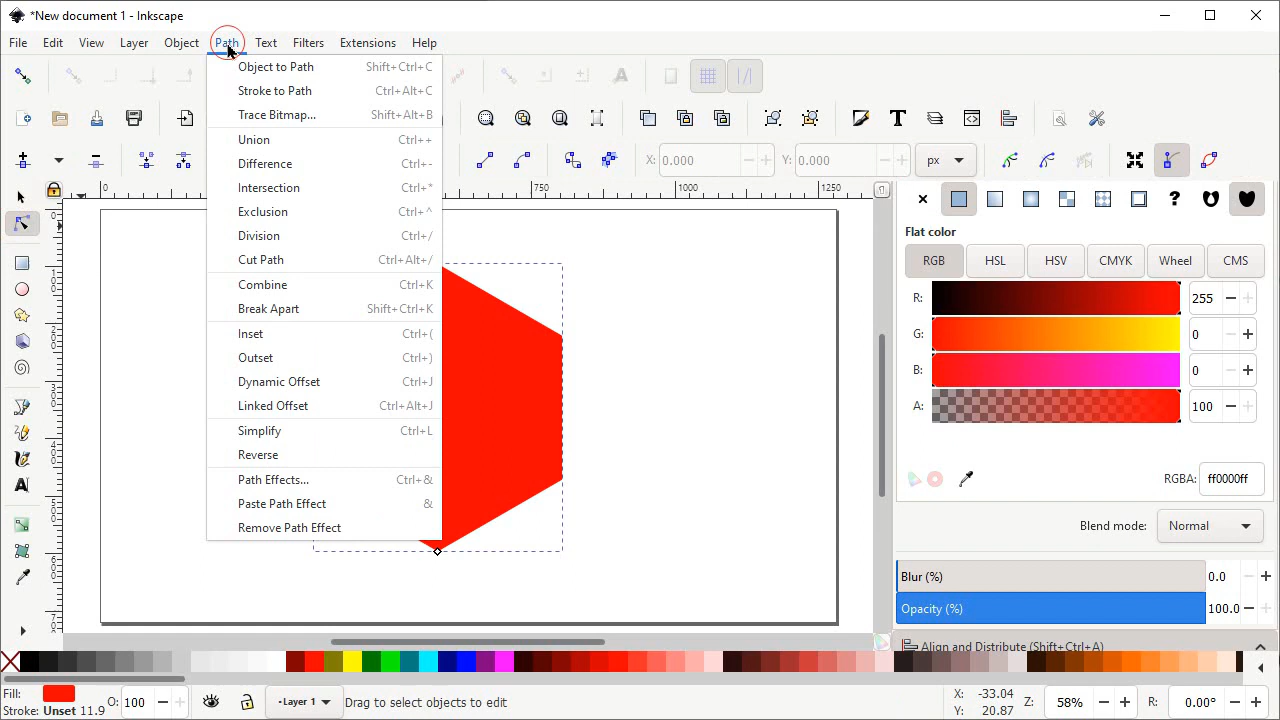 *New document 1 - Inkscape
File Edit View Layer Object Path Text Filters Extensions Help
Object to Path Shift+Ctrl+C
Stroke to Path Ctrl+Alt+C
Trace Bitmap... Shift+Alt+B
Union Ctrl++
X: 0.000 Y: 0.000 px
Difference Ctrl+-
Intersection Ctrl+*
0 750 1000 1250
Exclusion Ctrl+^
Flat color
Division Ctrl+/
Cut Path Ctrl+Alt+/
RGB HSL HSV CMYK Wheel CMS
Combine Ctrl+K
R: 255
Break Apart Shift+Ctrl+K
Inset Ctrl+(
G: 0
Outset Ctrl+)
B: 0
Dynamic Offset Ctrl+J
Linked Offset Ctrl+Alt+J
A: 100
Simplify Ctrl+L
Reverse
Path Effects... Ctrl+&
RGBA: ff0000ff
Paste Path Effect &
Remove Path Effect
Blend mode: Normal
Blur (%) 0.0
Opacity (%) 100.0
Align and Distribute (Shift+Ctrl+A)
Fill:
Stroke: Unset 11.9
O: 100
Layer 1
Drag to select objects to edit
X: -33.04
Y: 20.87
Z: 58%
R: 0.00°